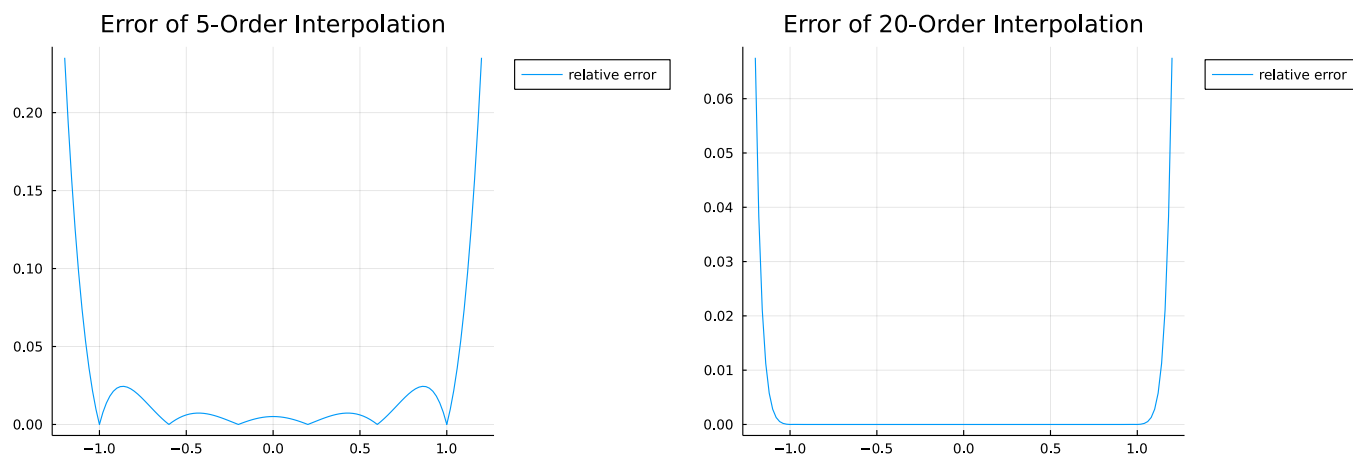 Error of 5-Order Interpolation
relative error
0.20
0.15
0.10
0.05
0.00
−1.0 −0.5 0.0 0.5 1.0
Error of 20-Order Interpolation
relative error
0.06
0.05
0.04
0.03
0.02
0.01
0.00
−1.0 −0.5 0.0 0.5 1.0